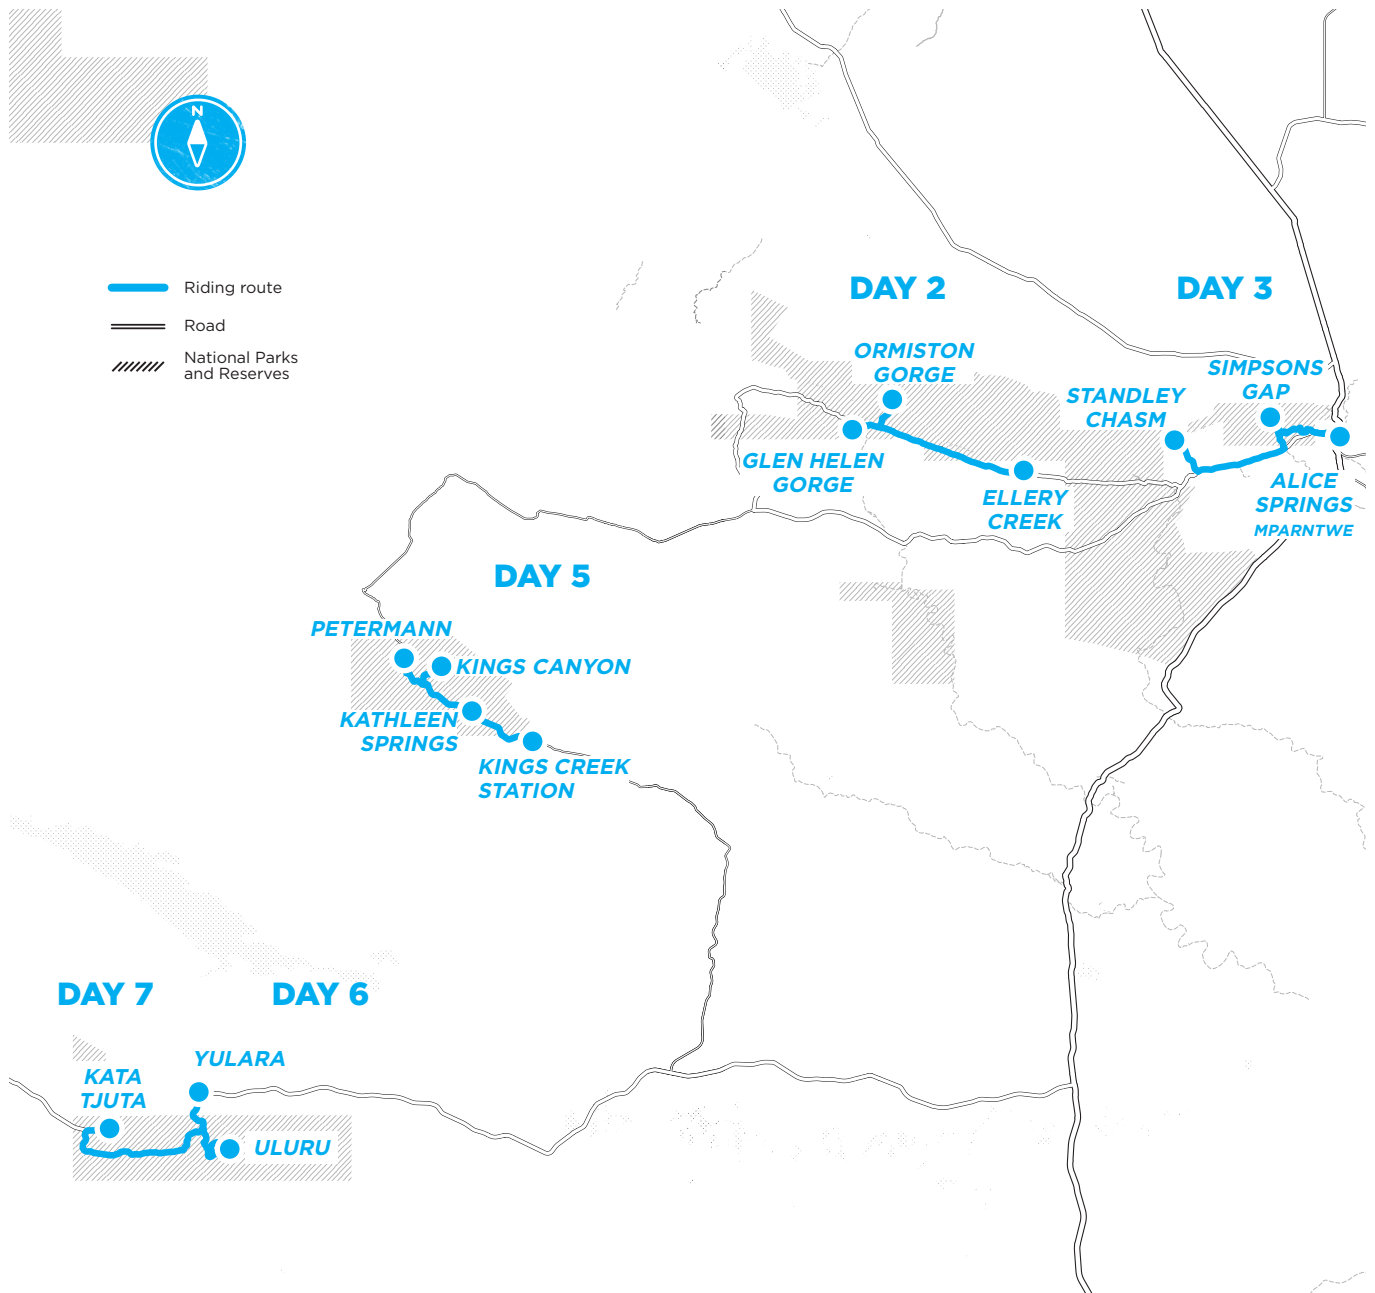 N
Riding route
Road
National Parks
and Reserves
DAY 2
DAY 3
ORMISTON
GORGE
SIMPSONS
GAP
STANDLEY
CHASM
GLEN HELEN
GORGE
ELLERY
CREEK
ALICE
SPRINGS
MPARNTWE
DAY 5
PETERMANN
KINGS CANYON
KATHLEEN
SPRINGS
KINGS CREEK
STATION
DAY 7
DAY 6
YULARA
KATA
TJUTA
ULURU